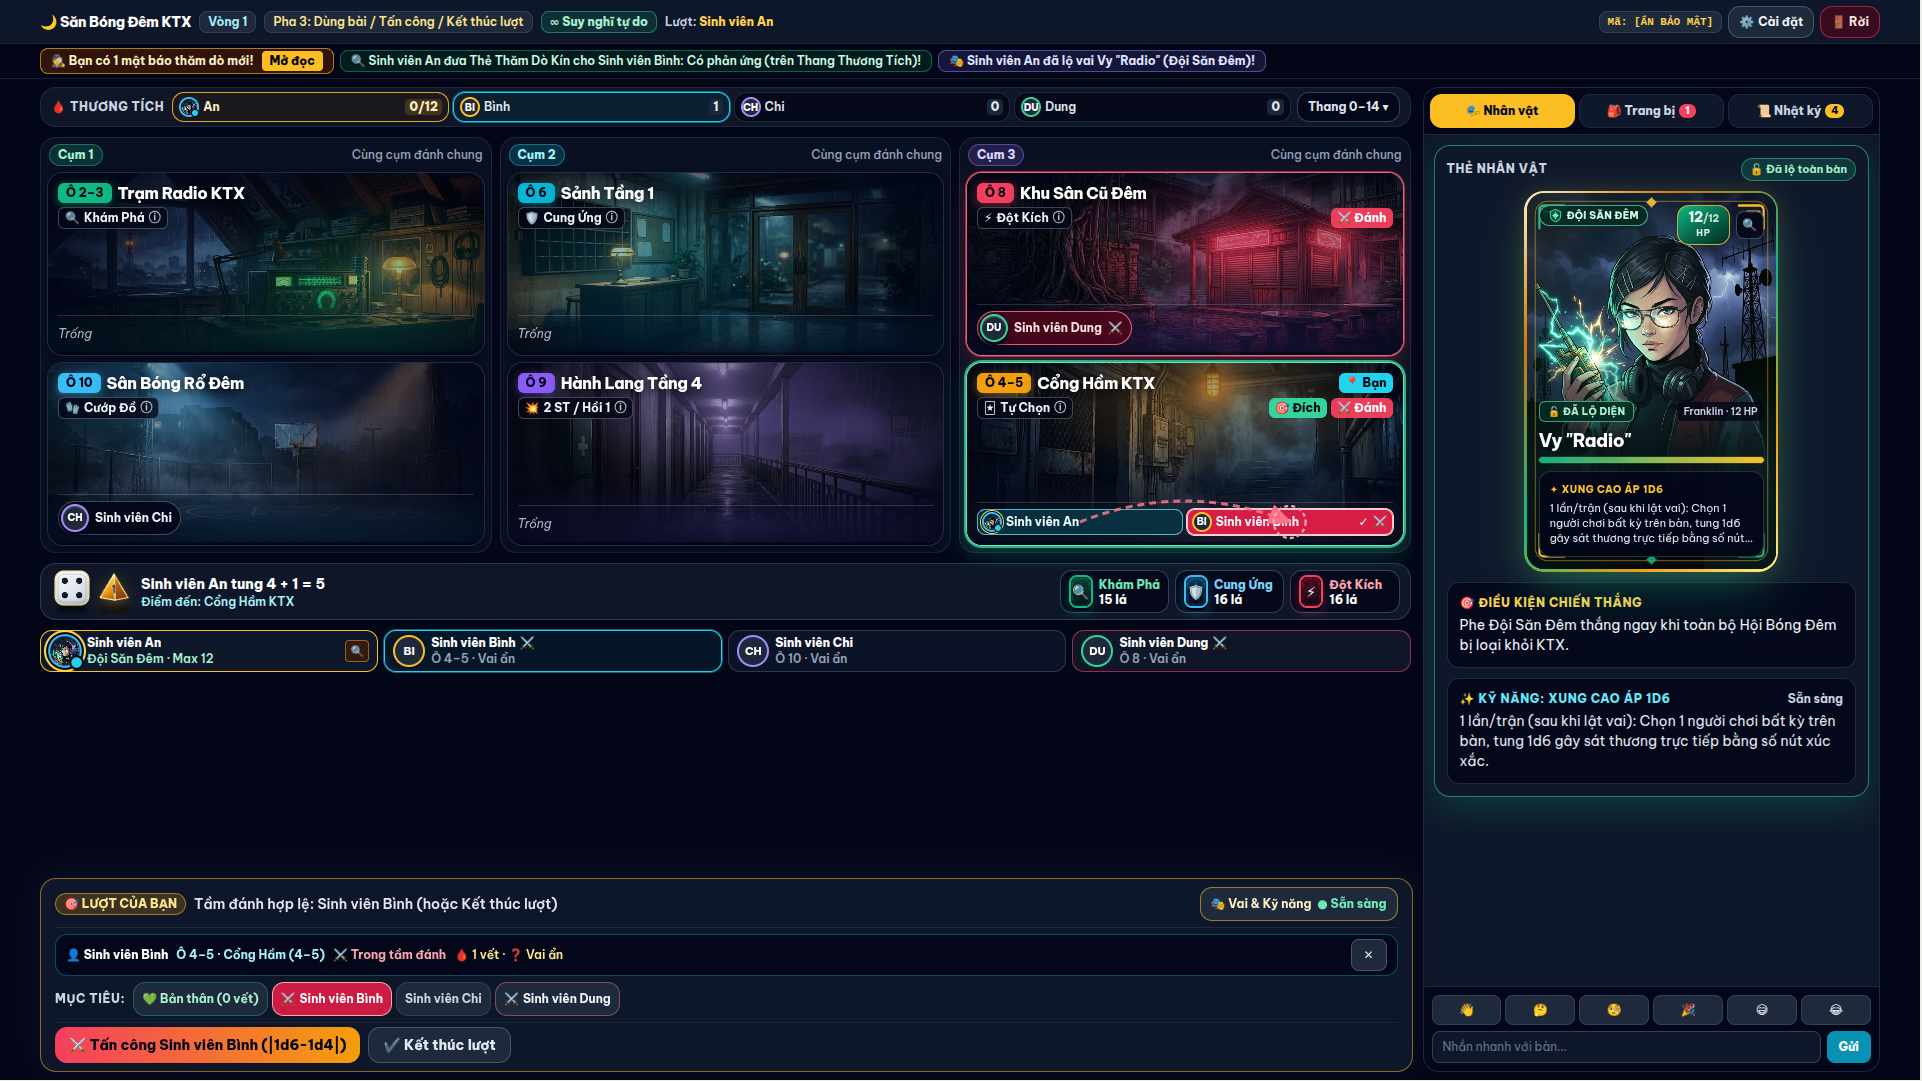 Săn Bóng Đêm KTX
Vòng 1
Pha 3: Dùng bài / Tấn công / Kết thúc lượt
∞ Suy nghĩ tự do
Lượt: Sinh viên An
Mã: [ẨN BẢO MẬT]
Cài đặt
Rời
Bạn có 1 mật báo thăm dò mới! Mở đọc
Sinh viên An đưa Thẻ Thăm Dò Kín cho Sinh viên Bình: Có phản ứng (trên Thang Thương Tích)!
Sinh viên An đã lộ vai Vy "Radio" (Đội Săn Đêm)!
THƯƠNG TÍCH
An 0/12
BI Bình 1
CH Chi 0
DU Dung 0
Thang 0–14 ▾
Cụm 1
Cùng cụm đánh chung
Ô 2–3 Trạm Radio KTX
Khám Phá ⓘ
Trống
Ô 10 Sân Bóng Rổ Đêm
Cướp Đồ ⓘ
CH Sinh viên Chi
Cụm 2
Cùng cụm đánh chung
Ô 6 Sảnh Tầng 1
Cung Ứng ⓘ
Trống
Ô 9 Hành Lang Tầng 4
2 ST / Hồi 1 ⓘ
Trống
Cụm 3
Cùng cụm đánh chung
Ô 8 Khu Sân Cũ Đêm
Đột Kích ⓘ
Đánh
DU Sinh viên Dung
Ô 4–5 Cổng Hầm KTX
Bạn
Tự Chọn ⓘ
Đích
Đánh
Sinh viên An
BI Sinh viên Bình ✓
Sinh viên An tung 4 + 1 = 5
Điểm đến: Cổng Hầm KTX
Khám Phá
15 lá
Cung Ứng
16 lá
Đột Kích
16 lá
Sinh viên An
Đội Săn Đêm · Max 12
BI Sinh viên Bình
Ô 4–5 · Vai ẩn
CH Sinh viên Chi
Ô 10 · Vai ẩn
DU Sinh viên Dung
Ô 8 · Vai ẩn
LƯỢT CỦA BẠN
Tầm đánh hợp lệ: Sinh viên Bình (hoặc Kết thúc lượt)
Vai & Kỹ năng ● Sẵn sàng
Sinh viên Bình Ô 4–5 · Cổng Hầm (4–5) Trong tầm đánh 1 vết · ❓ Vai ẩn
×
MỤC TIÊU:
Bản thân (0 vết)
Sinh viên Bình
Sinh viên Chi
Sinh viên Dung
Tấn công Sinh viên Bình (|1d6-1d4|)
Kết thúc lượt
Nhân vật
Trang bị 1
Nhật ký 4
THẺ NHÂN VẬT
Đã lộ toàn bàn
ĐỘI SĂN ĐÊM
12/12
HP
ĐÃ LỘ DIỆN
Franklin · 12 HP
Vy "Radio"
✦ XUNG CAO ÁP 1D6
1 lần/trận (sau khi lật vai): Chọn 1
người chơi bất kỳ trên bàn, tung 1d6
gây sát thương trực tiếp bằng số nút...
ĐIỀU KIỆN CHIẾN THẮNG
Phe Đội Săn Đêm thắng ngay khi toàn bộ Hội Bóng Đêm
bị loại khỏi KTX.
KỸ NĂNG: XUNG CAO ÁP 1D6
Sẵn sàng
1 lần/trận (sau khi lật vai): Chọn 1 người chơi bất kỳ trên
bàn, tung 1d6 gây sát thương trực tiếp bằng số nút xúc
xắc.
Nhắn nhanh với bàn...
Gửi